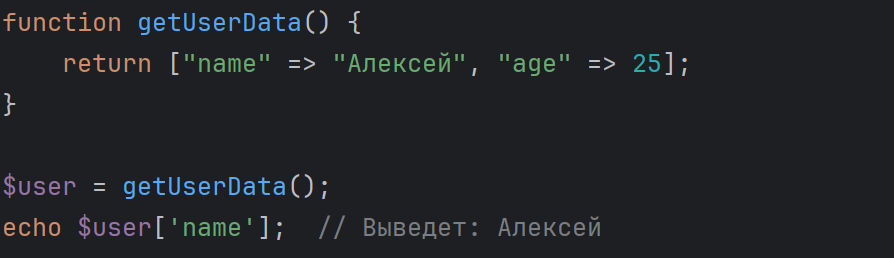 function getUserData() {
    return ["name" => "Алексей", "age" => 25];
}
$user = getUserData();
echo $user['name'];  // Выведет: Алексей